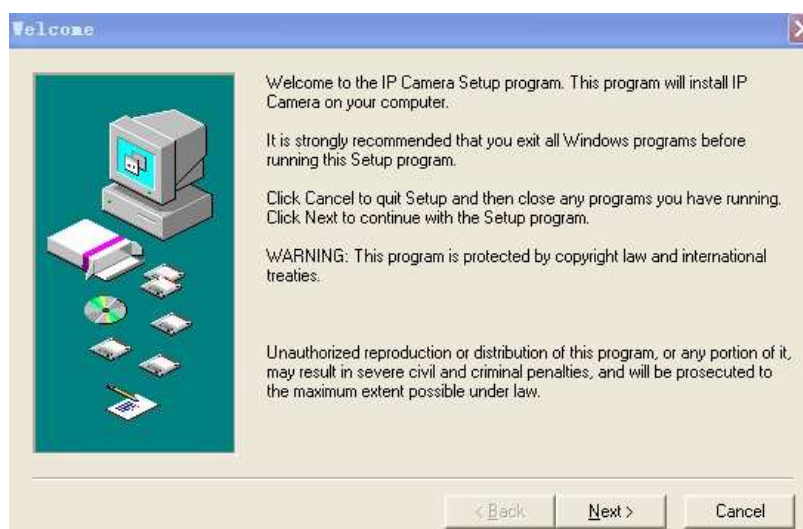 Welcome
Welcome to the IP Camera Setup program. This program will install IP
Camera on your computer.
It is strongly recommended that you exit all Windows programs before
running this Setup program.
Click Cancel to quit Setup and then close any programs you have running.
Click Next to continue with the Setup program.
WARNING: This program is protected by copyright law and international
treaties.
Unauthorized reproduction or distribution of this program, or any portion of it,
may result in severe civil and criminal penalties, and will be prosecuted to
the maximum extent possible under law.
< Back Next > Cancel